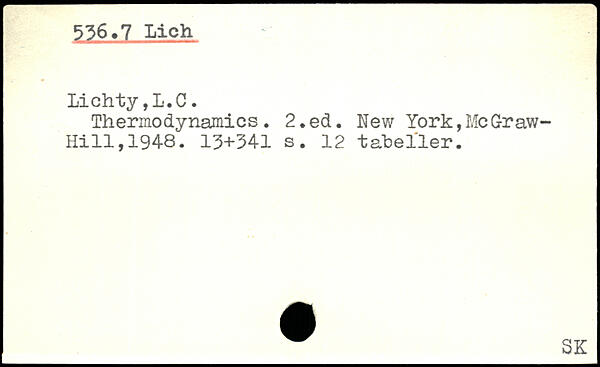 536.7 Lich
Lichty,L.C.
Thermodynamics. 2.ed. New York,McGraw-
Hill,1948. 13+341 s. 12 tabeller.
SK